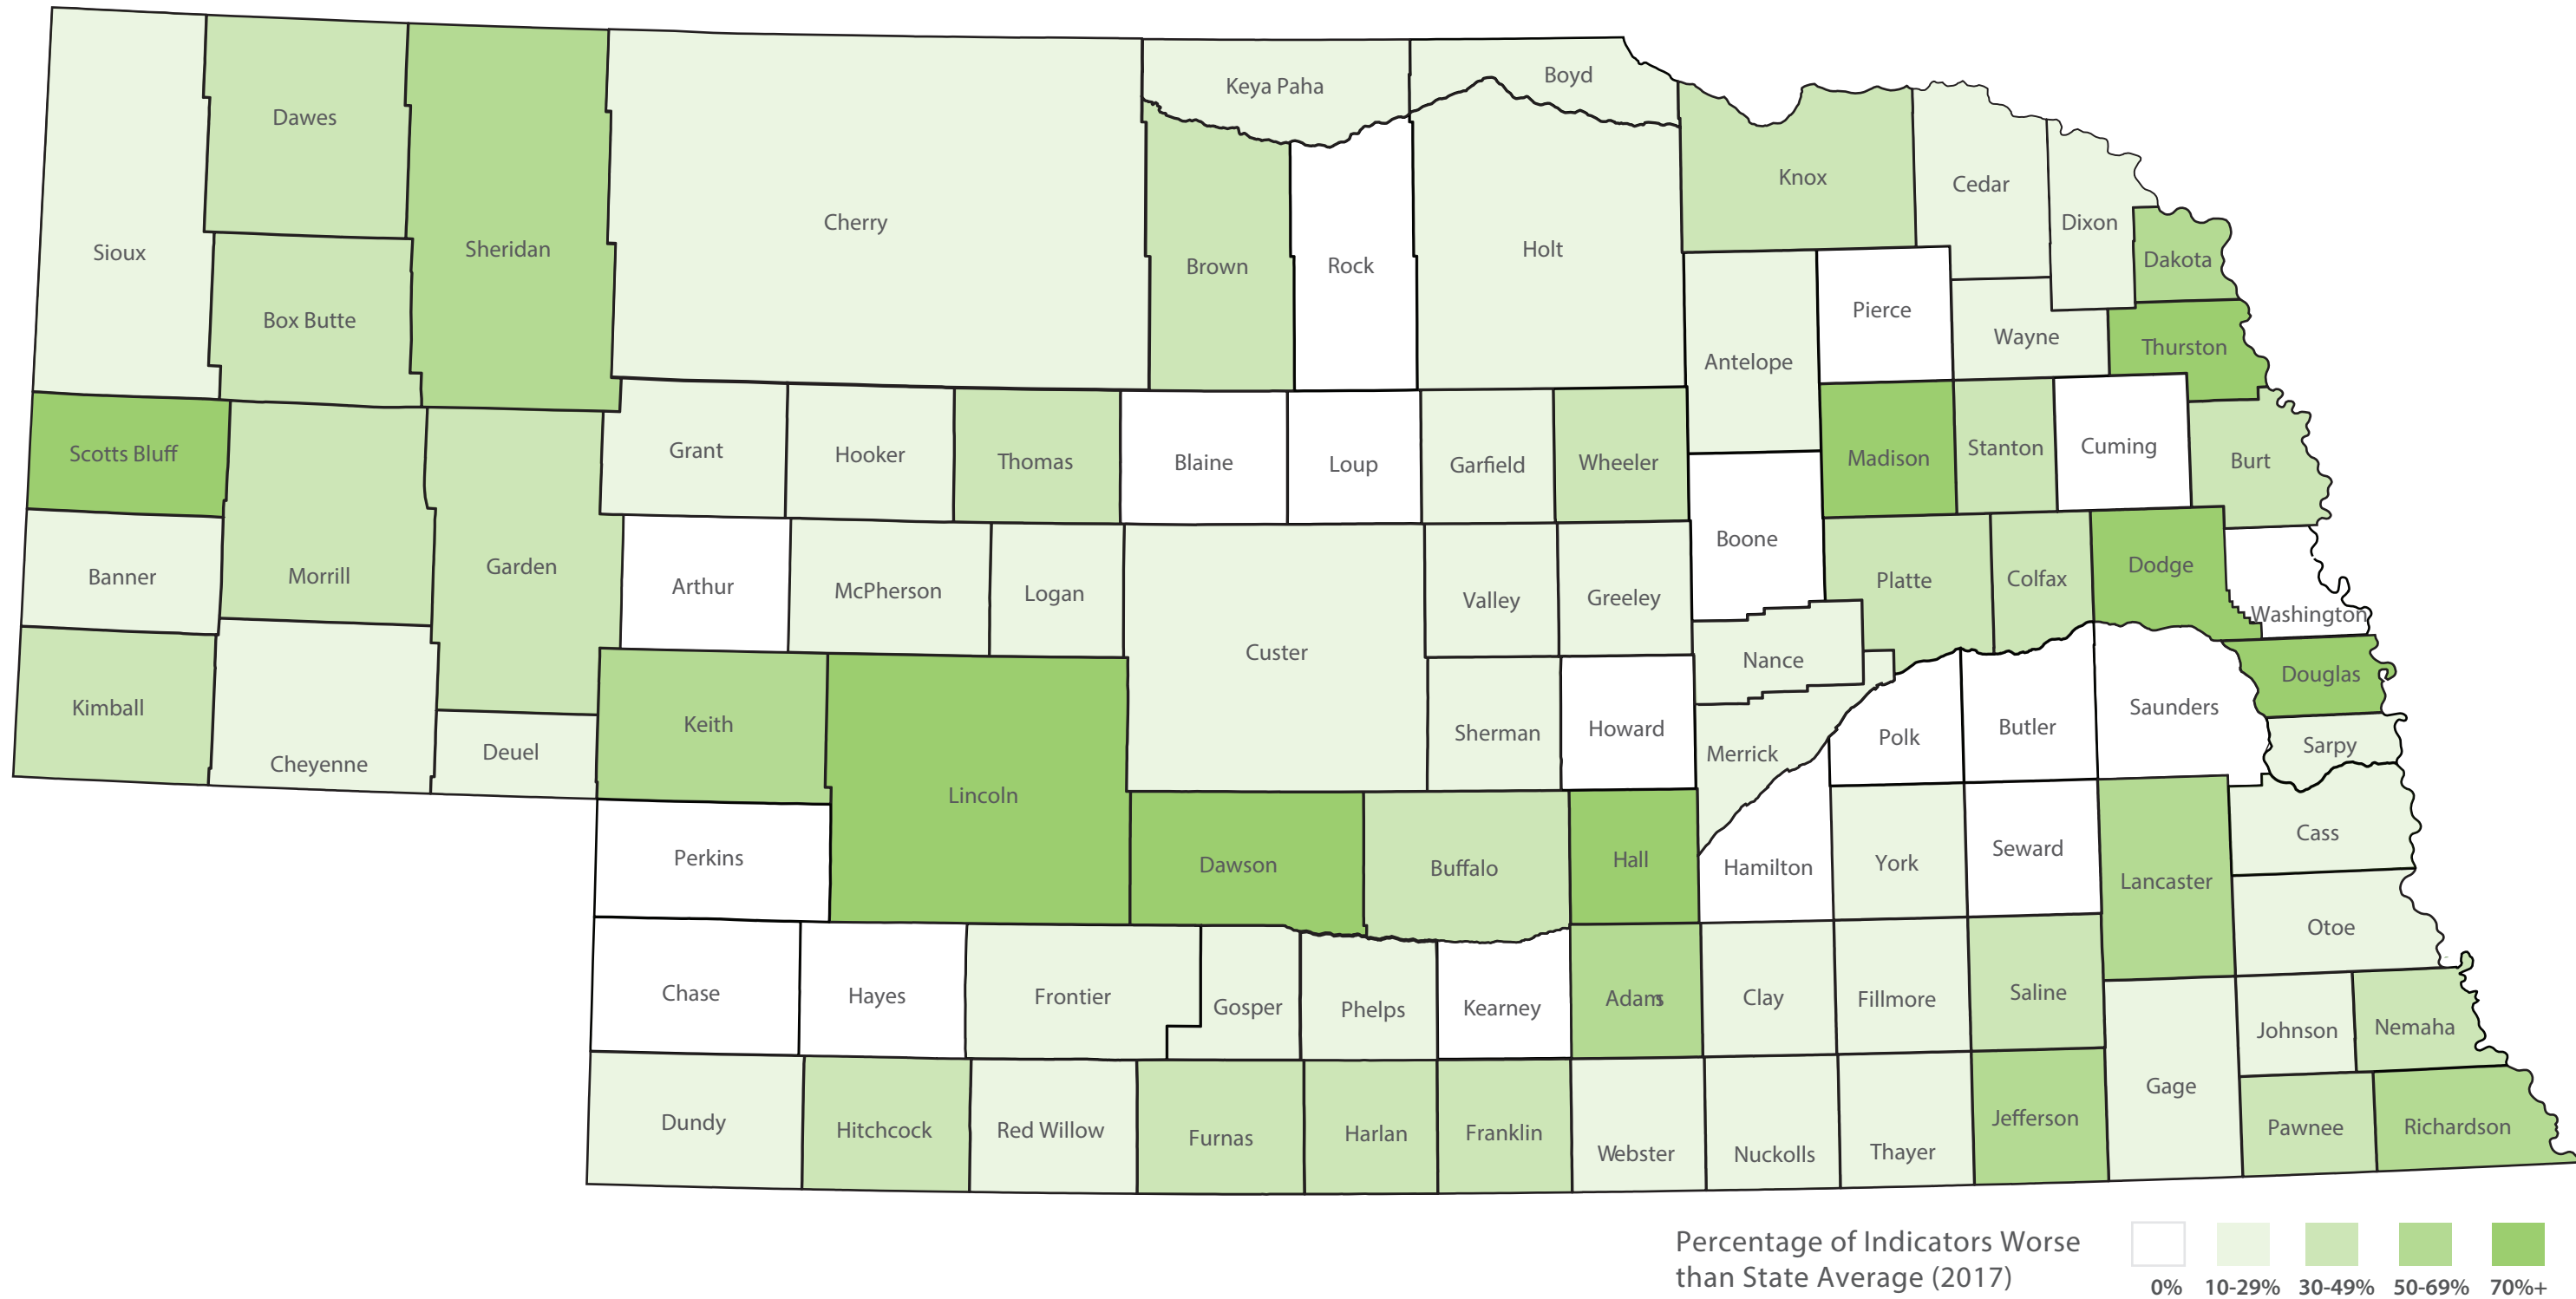 Keya Paha
Boyd
Dawes
Knox
Cedar
Cherry
Dixon
Sioux
Sheridan
Holt
Dakota
Brown
Rock
Pierce
Box Butte
Wayne
Thurston
Antelope
Scotts Bluff
Grant
Hooker
Thomas
Blaine
Loup
Garfield
Wheeler
Madison
Stanton
Cuming
Burt
Boone
Banner
Morrill
Garden
Arthur
McPherson
Logan
Valley
Greeley
Platte
Colfax
Dodge
Washington
Custer
Nance
Douglas
Kimball
Keith
Sherman
Howard
Polk
Butler
Saunders
Cheyenne
Deuel
Merrick
Sarpy
Lincoln
Perkins
Dawson
Buffalo
Hall
Hamilton
York
Seward
Lancaster
Cass
Otoe
Chase
Hayes
Frontier
Gosper
Phelps
Kearney
Adams
Clay
Fillmore
Saline
Johnson
Nemaha
Gage
Dundy
Hitchcock
Red Willow
Furnas
Harlan
Franklin
Webster
Nuckolls
Thayer
Jefferson
Pawnee
Richardson
Percentage of Indicators Worse
than State Average (2017)
0% 10-29% 30-49% 50-69% 70%+